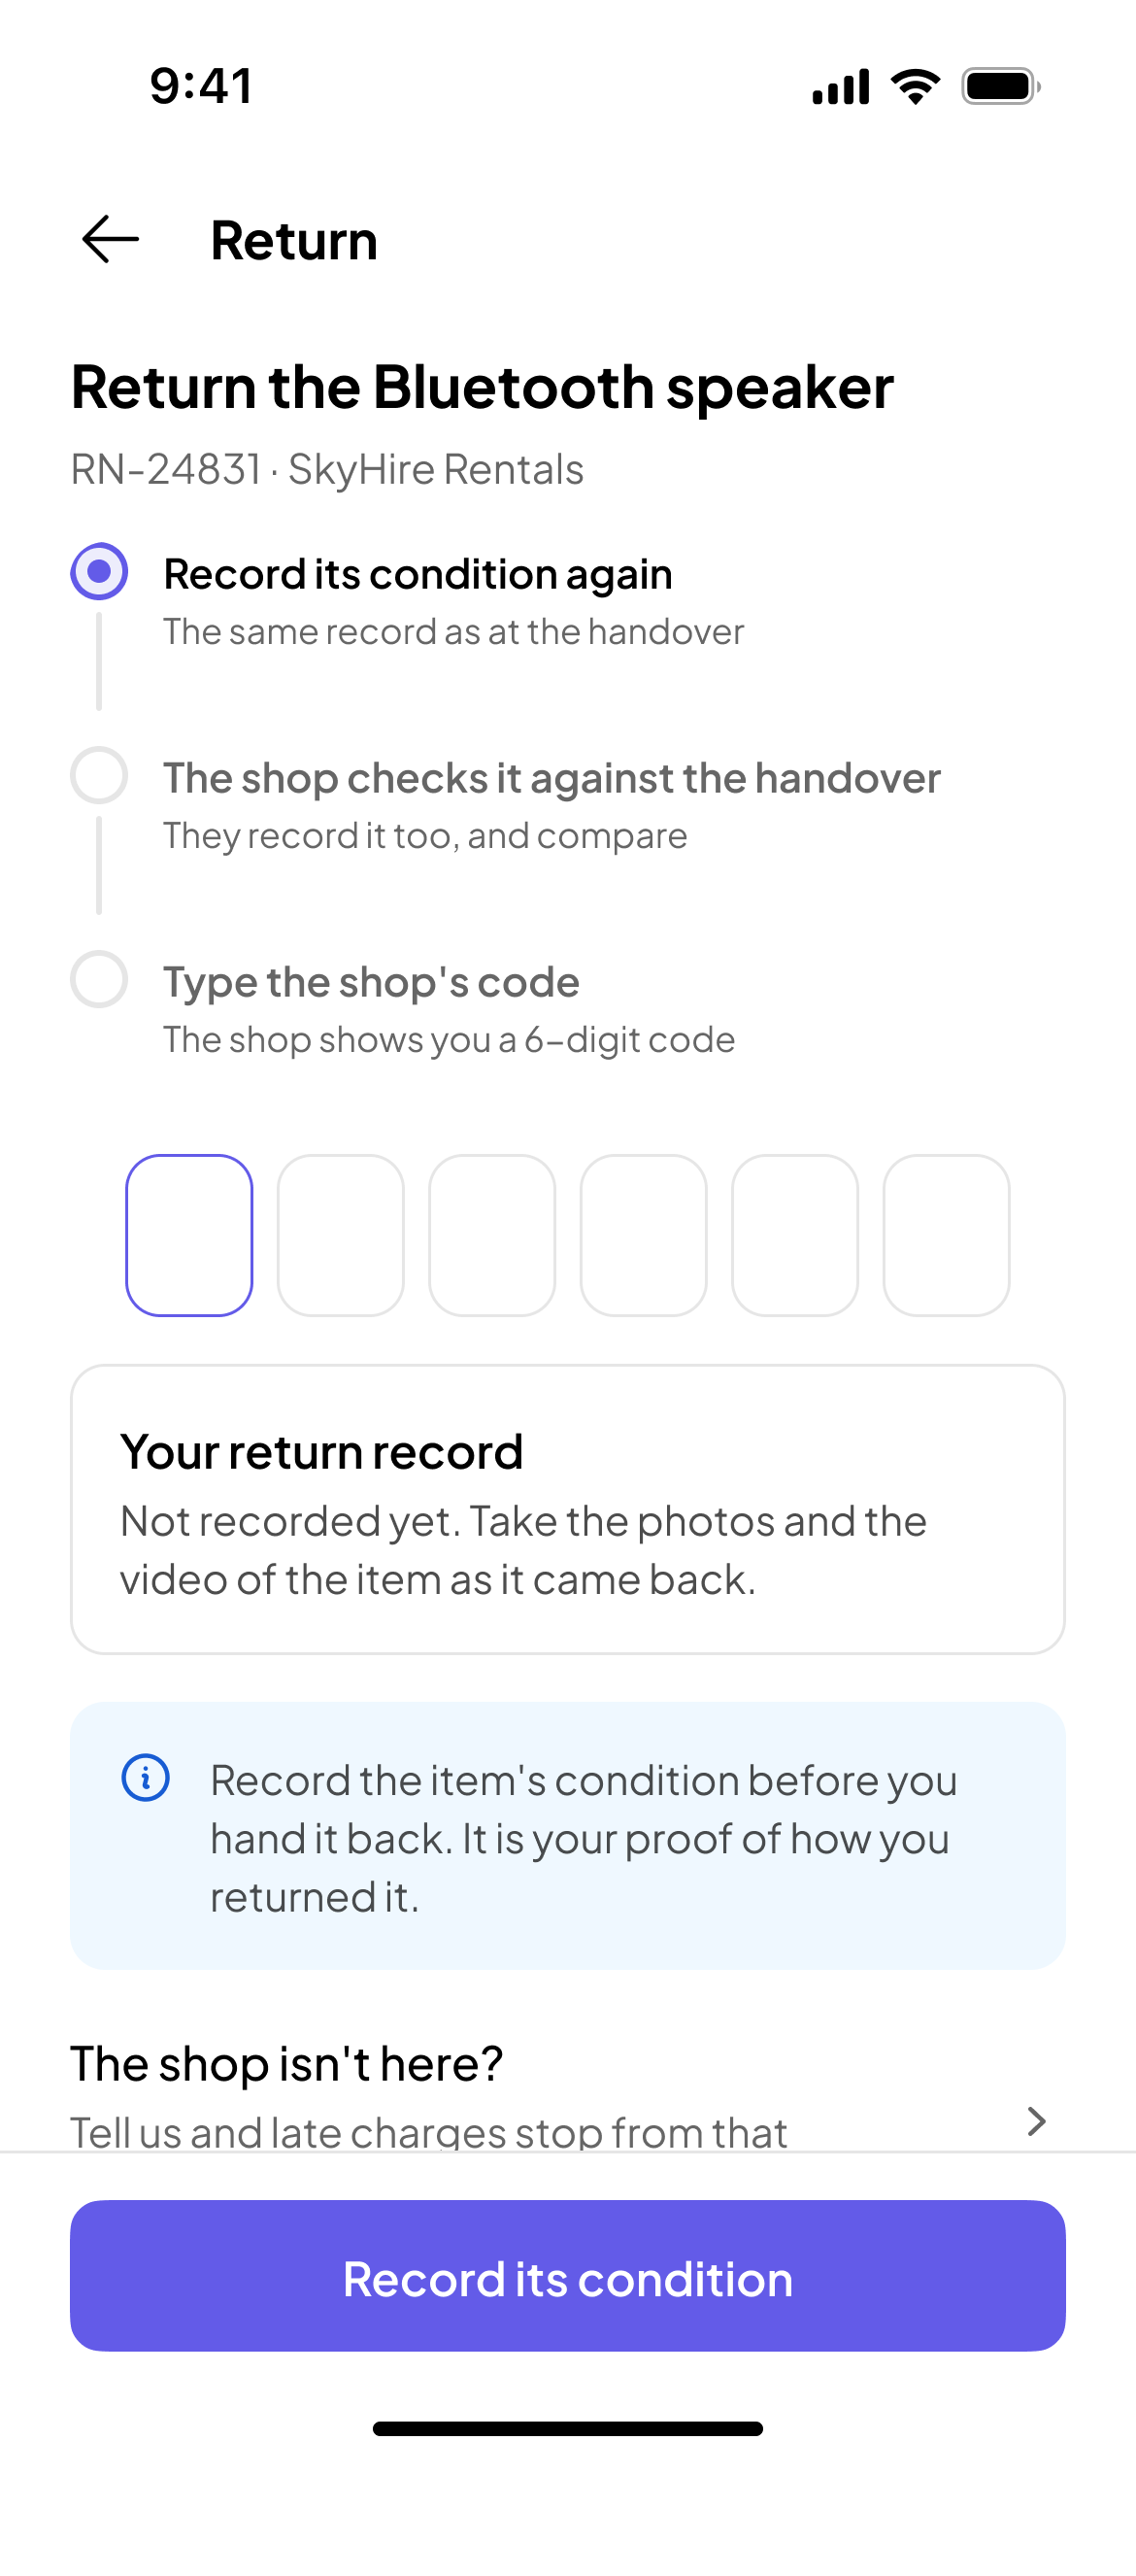 9:41
Return
Return the Bluetooth speaker
RN-24831 · SkyHire Rentals
Record its condition again
The same record as at the handover
The shop checks it against the handover
They record it too, and compare
Type the shop's code
The shop shows you a 6-digit code
Your return record
Not recorded yet. Take the photos and the
video of the item as it came back.
Record the item's condition before you
hand it back. It is your proof of how you
returned it.
The shop isn't here?
Tell us and late charges stop from that
Record its condition